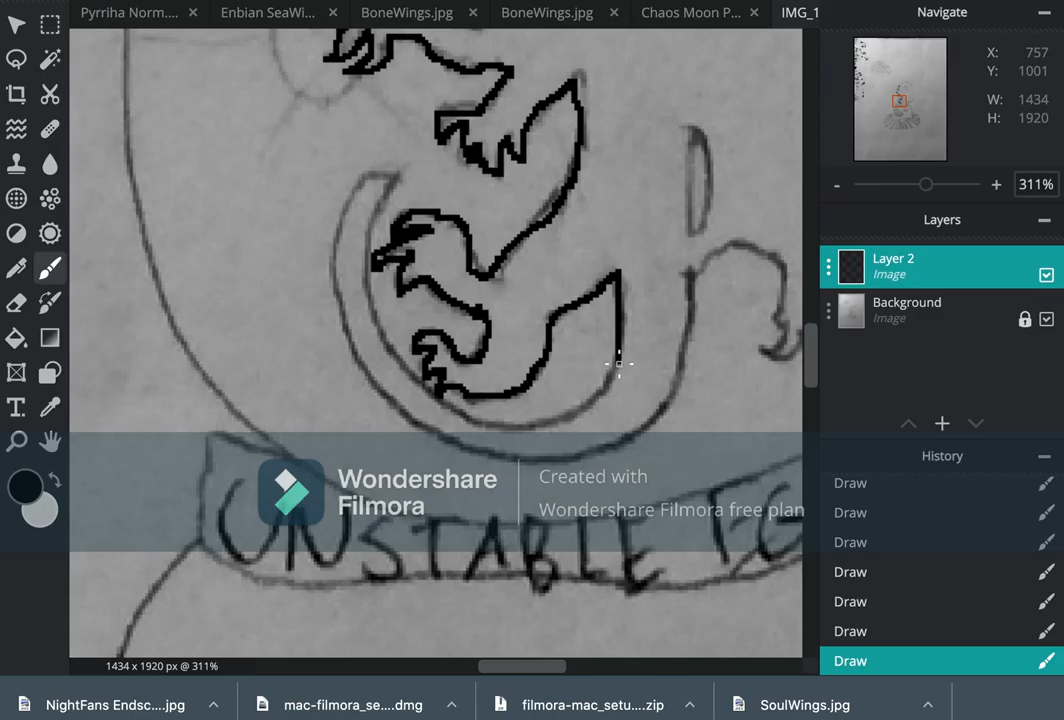 Pyrriha Norm....
Enbian SeaWi...
BoneWings.jpg
BoneWings.jpg
Chaos Moon P...
IMG_1
Navigate
X: 757
Y: 1001
W: 1434
H: 1920
- + 311%
Layers
Layer 2
Image
Background
Image
History
Draw
Draw
Draw
Draw
Draw
Draw
Draw
T.
Wondershare
Filmora
Created with
Wondershare Filmora free plan
UNSTABLE
1434 x 1920 px @ 311%
NightFans Endsc....jpg
mac-filmora_se....dmg
filmora-mac_setu....zip
SoulWings.jpg